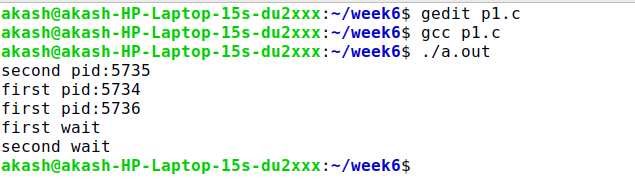 akash@akash-HP-Laptop-15s-du2xxx:~/week6$ gedit p1.c
akash@akash-HP-Laptop-15s-du2xxx:~/week6$ gcc p1.c
akash@akash-HP-Laptop-15s-du2xxx:~/week6$ ./a.out
second pid:5735
first pid:5734
first pid:5736
first wait
second wait
akash@akash-HP-Laptop-15s-du2xxx:~/week6$